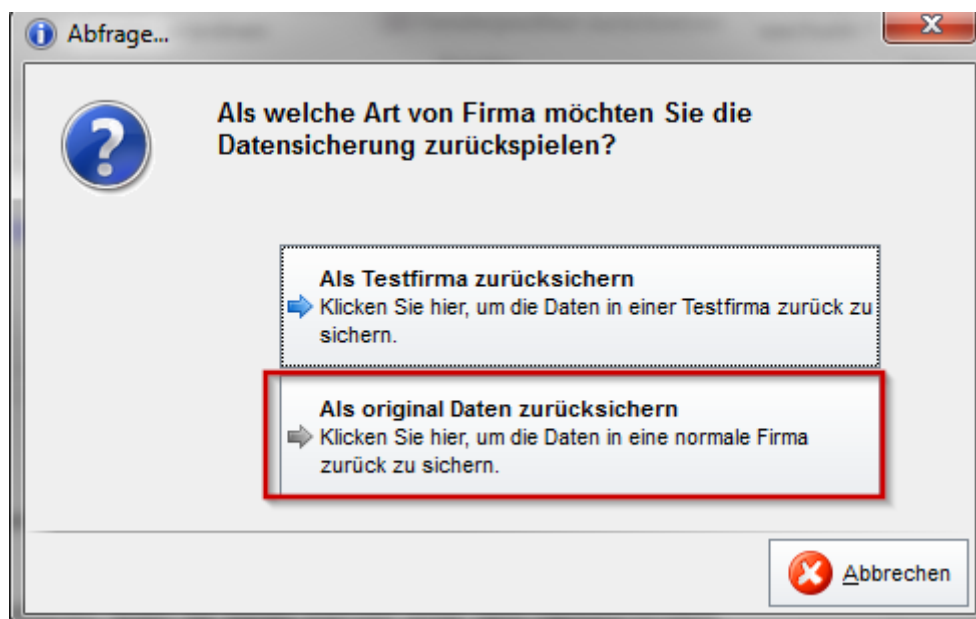 Abfrage...
Als welche Art von Firma möchten Sie die
Datensicherung zurückspielen?
Als Testfirma zurücksichern
Klicken Sie hier, um die Daten in einer Testfirma zurück zu
sichern.
Als original Daten zurücksichern
Klicken Sie hier, um die Daten in eine normale Firma
zurück zu sichern.
Abbrechen